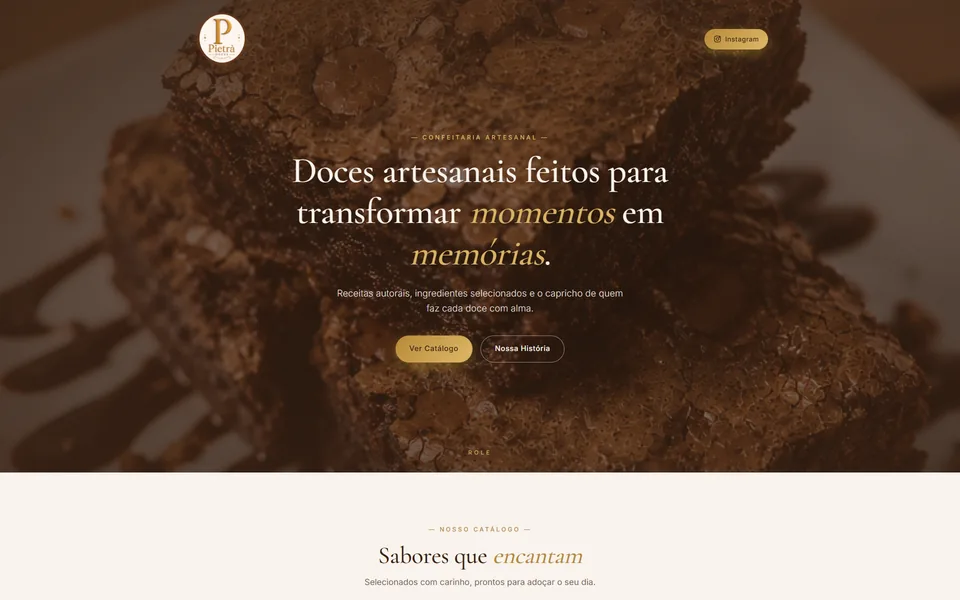 P
Pietrà
Instagram
— CONFEITARIA ARTESANAL —
Doces artesanais feitos para
transformar momentos em
memórias.
Receitas autorais, ingredientes selecionados e o capricho de quem
faz cada doce com alma.
Ver Catálogo
Nossa História
ROLE
— NOSSO CATÁLOGO —
Sabores que encantam
Selecionados com carinho, prontos para adoçar o seu dia.